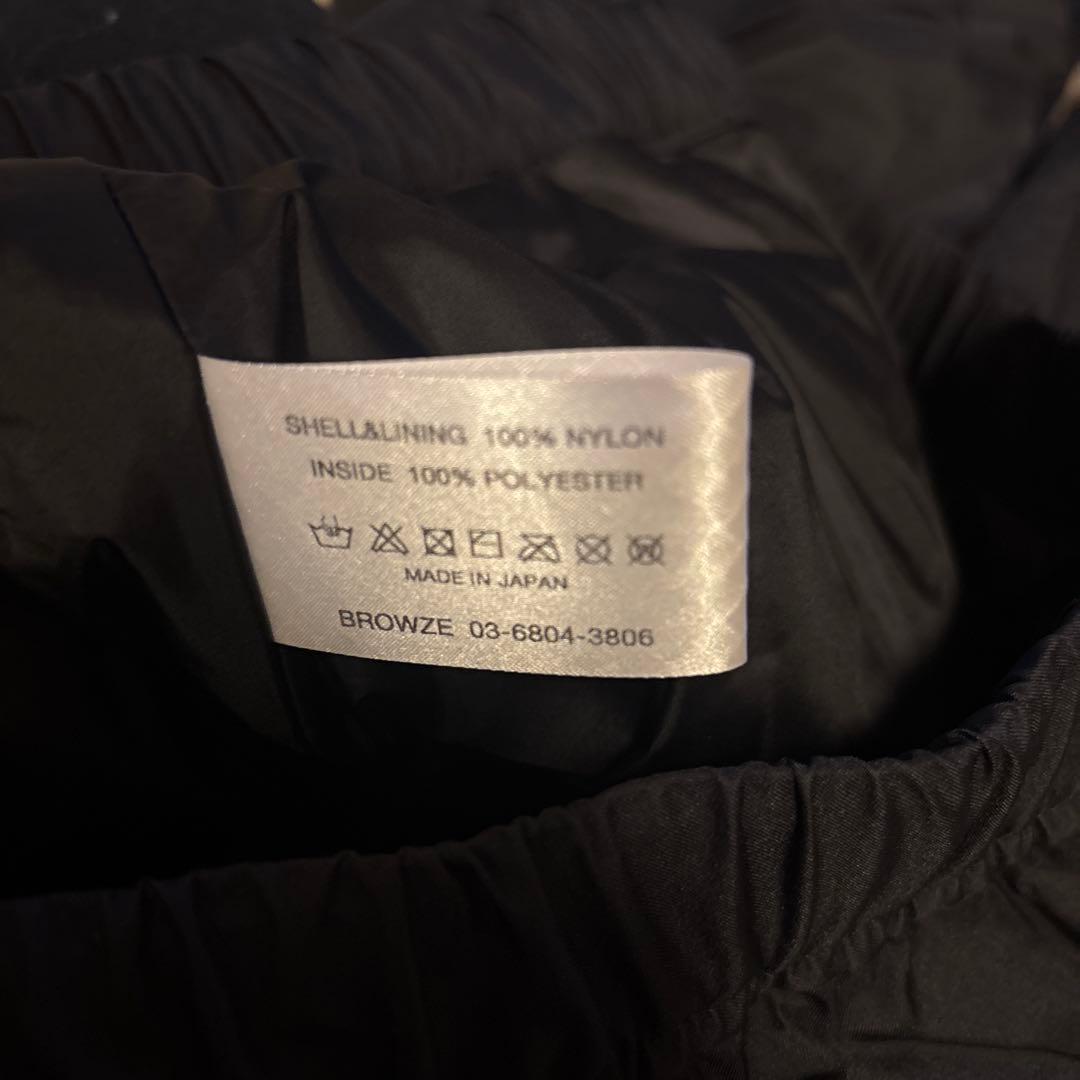 SHELL&LINING 100% NYLON
INSIDE 100% POLYESTER
MADE IN JAPAN
BROWZE 03-6804-3806